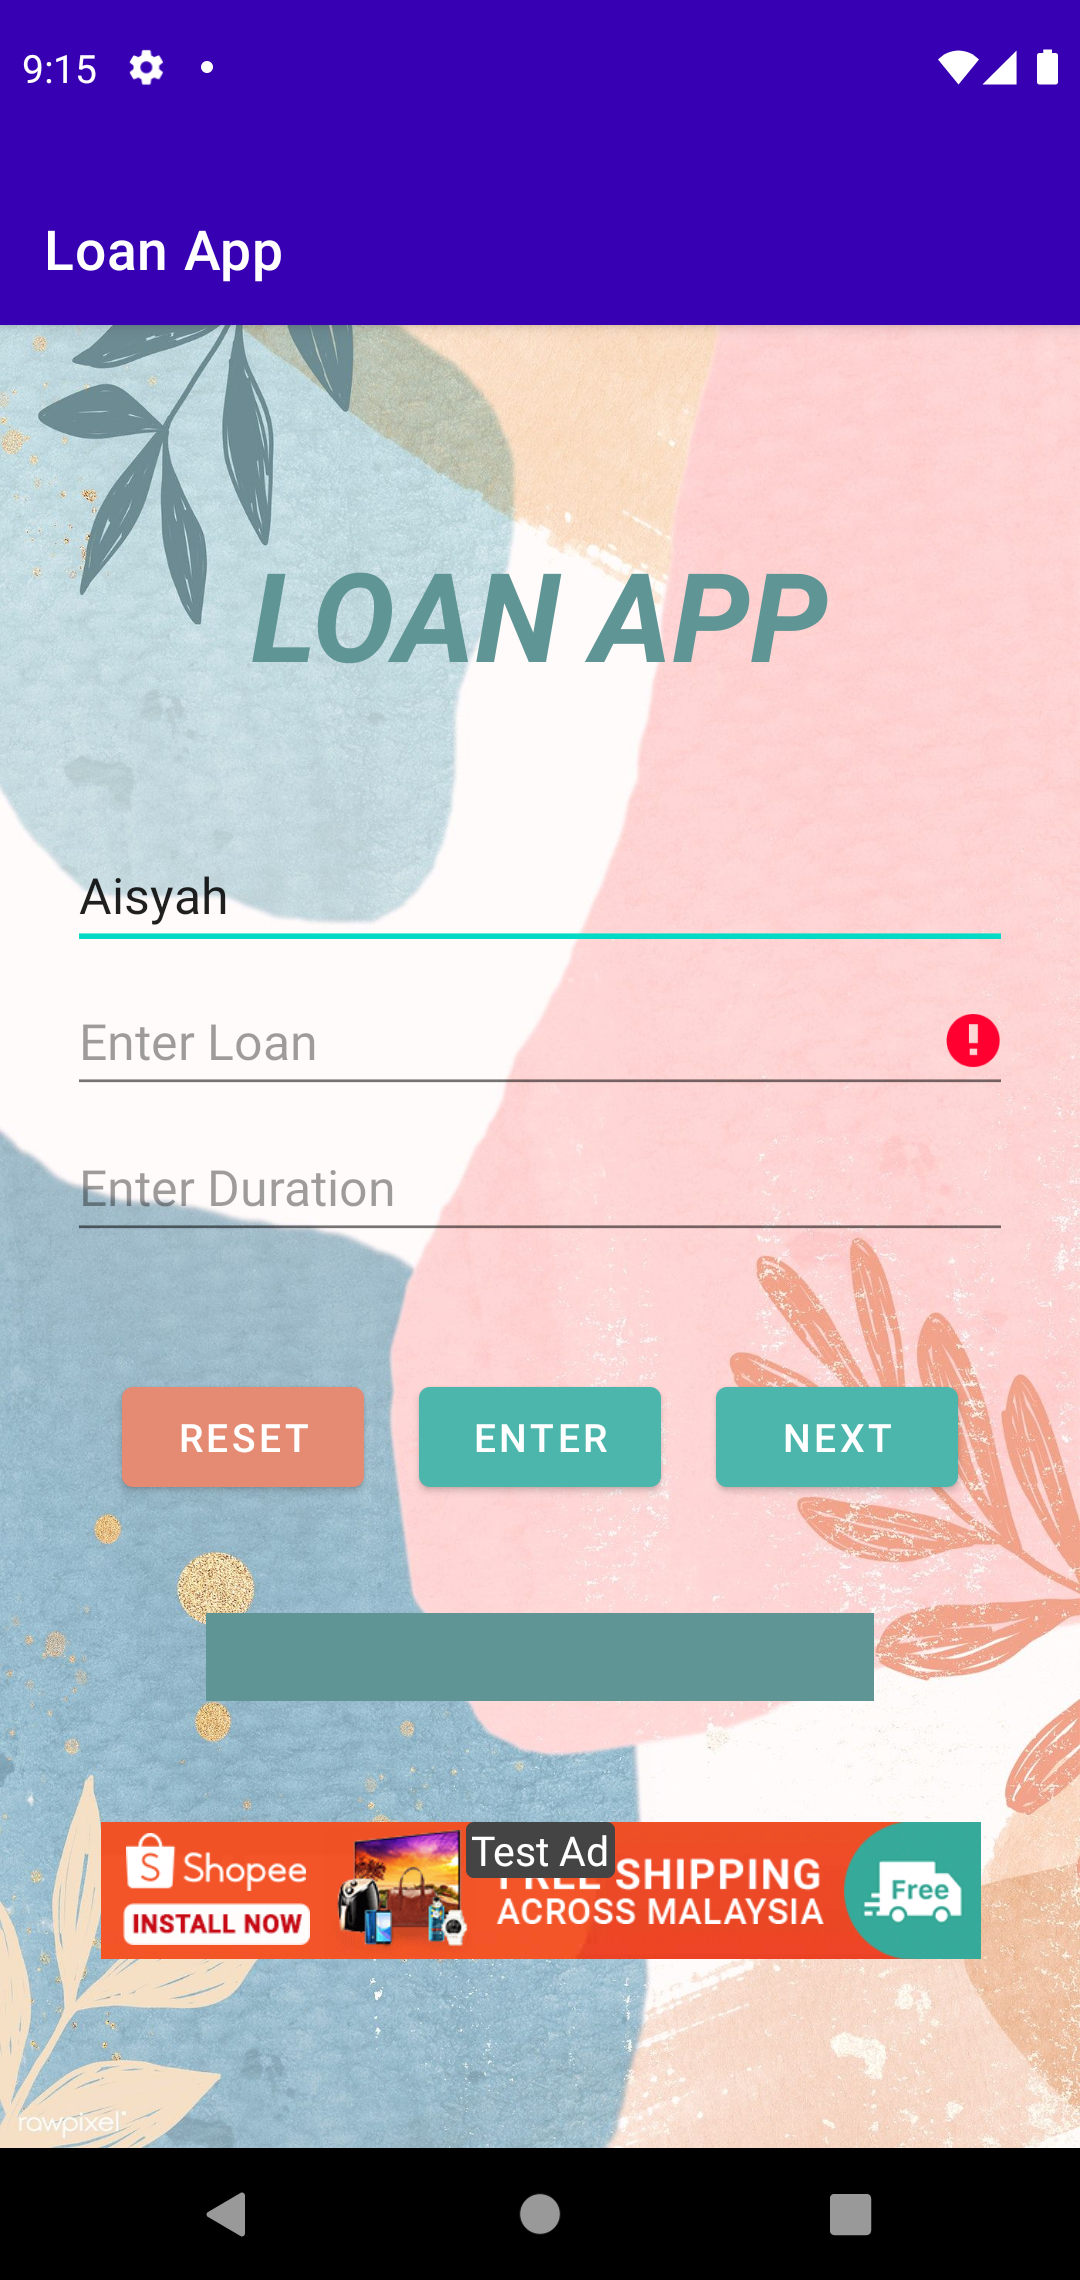 9:15
Loan App
LOAN APP
Aisyah
Enter Loan
Enter Duration
RESET
ENTER
NEXT
Test Ad
Shopee
INSTALL NOW
FREE SHIPPING
ACROSS MALAYSIA
Free
rawpixel